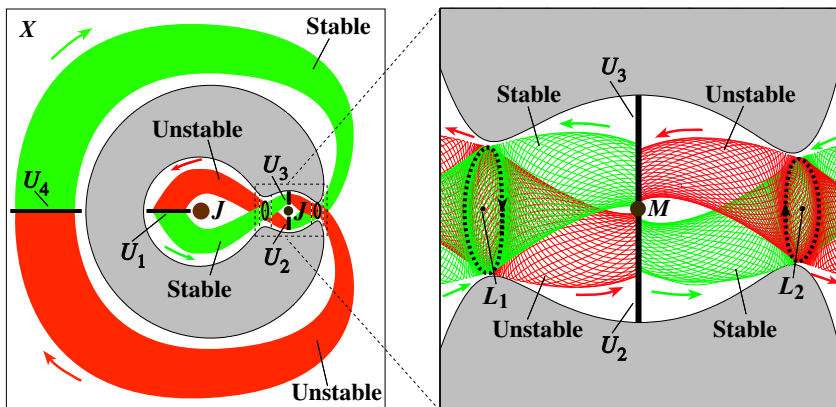 X
Stable
Unstable
U4
U3
J
J
U1
U2
Stable
Unstable
U3
Stable
Unstable
M
L1
L2
Unstable
Stable
U2